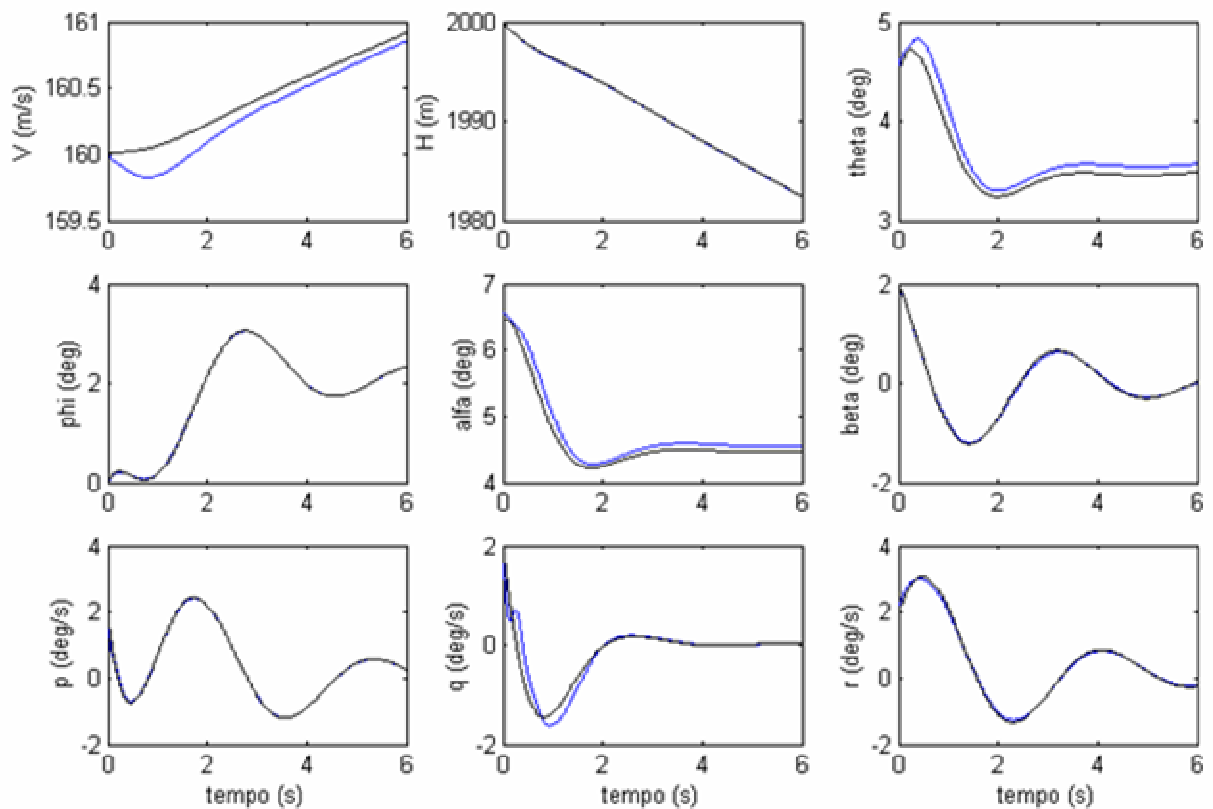 161
160.5
160
159.5
V (m/s)
0 2 4 6
2000
1990
1980
H (m)
0 2 4 6
5
4
3
theta (deg)
0 2 4 6
4
2
0
phi (deg)
0 2 4 6
7
6
5
4
alfa (deg)
0 2 4 6
2
0
-2
beta (deg)
0 2 4 6
4
2
0
-2
p (deg/s)
0 2 4 6
tempo (s)
2
0
-2
q (deg/s)
0 2 4 6
tempo (s)
4
2
0
-2
r (deg/s)
0 2 4 6
tempo (s)